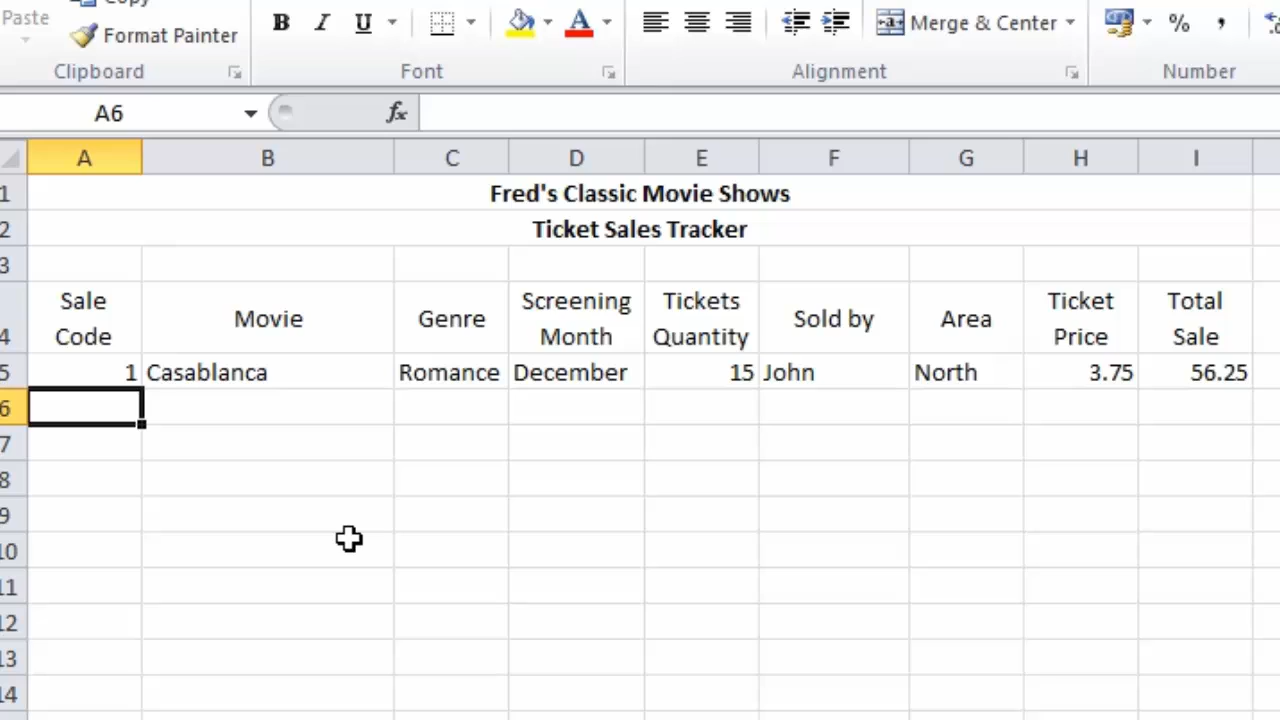 Paste
Copy
Format Painter
B I U
A
Merge & Center
% ,
Clipboard
Font
Alignment
Number
A6
fx
A B C D E F G H I
1 Fred's Classic Movie Shows
2 Ticket Sales Tracker
3
4 Sale Code Movie Genre Screening Month Tickets Quantity Sold by Area Ticket Price Total Sale
5 1 Casablanca Romance December 15 John North 3.75 56.25
6
7
8
9
10
11
12
13
14